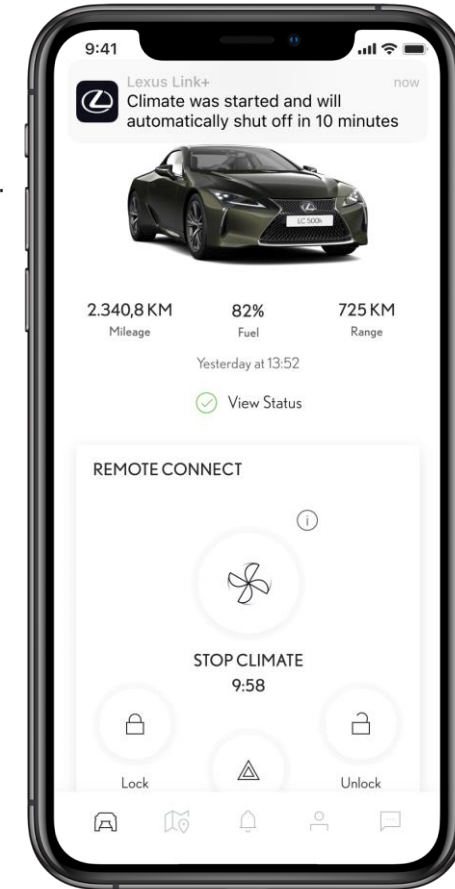 9:41
Lexus Link+ now
Climate was started and will
automatically shut off in 10 minutes
LC 500h
2.340,8 KM 82% 725 KM
Mileage Fuel Range
Yesterday at 13:52
View Status
REMOTE CONNECT
STOP CLIMATE
9:58
Lock Unlock